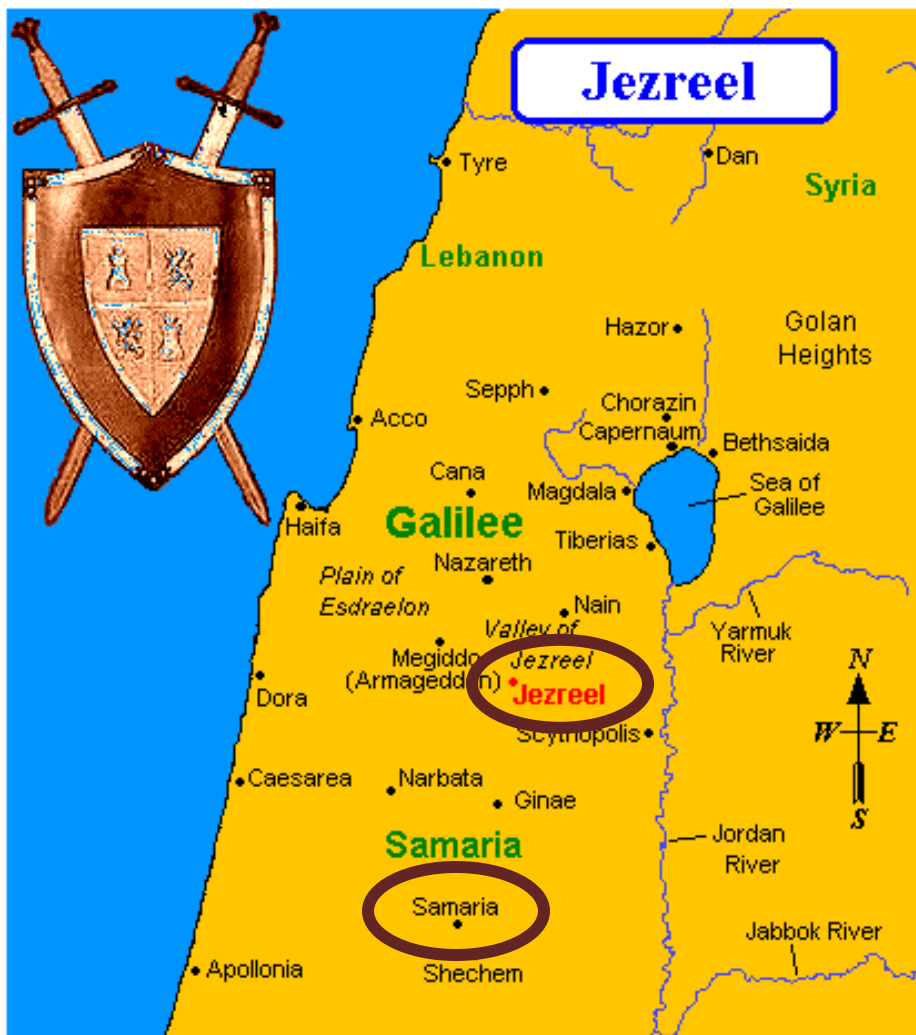 Jezreel
Dan
Tyre
Syria
Lebanon
Hazor
Golan
Heights
Sepph
Chorazin
Acco
Capernaum
Bethsaida
Cana
Magdala
Sea of
Galilee
Haifa
Galilee
Tiberias
Plain of
Esdraelon
Nazareth
Nain
Valley of
Jezreel
Yarmuk
River
Megiddo
(Armageddon)
Jezreel
Dora
N
W
E
S
Scythopolis
Caesarea
Narbata
Ginae
Samaria
Jordan
River
Samaria
Jabbok River
Apollonia
Shechem